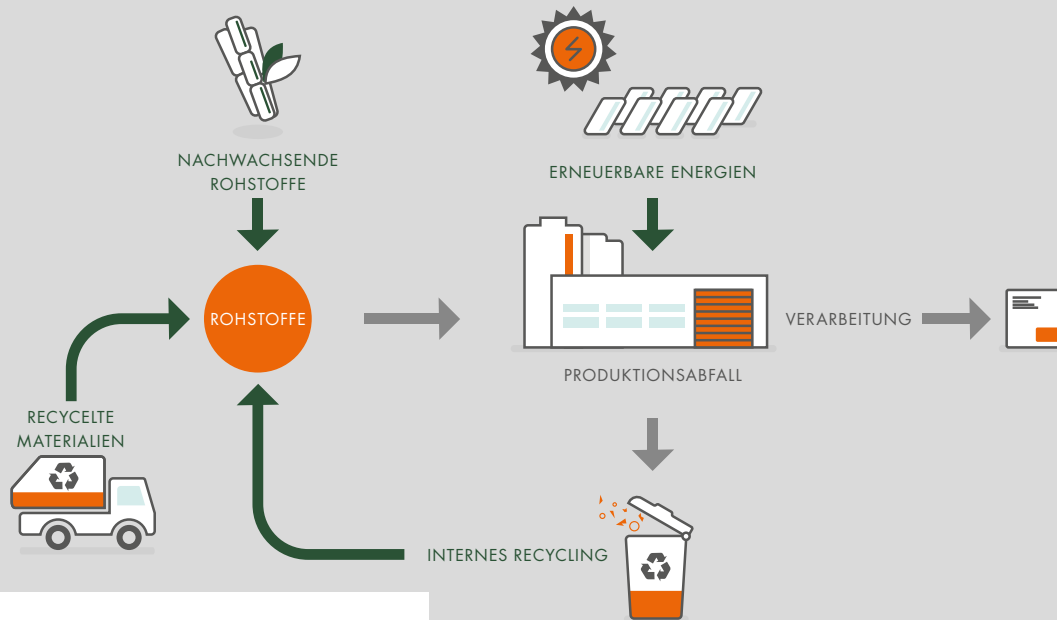 NACHWACHSENDE
ROHSTOFFE
ERNEUERBARE ENERGIEN
ROHSTOFFE
VERARBEITUNG
PRODUKTIONSABFALL
RECYCELTE
MATERIALIEN
INTERNES RECYCLING